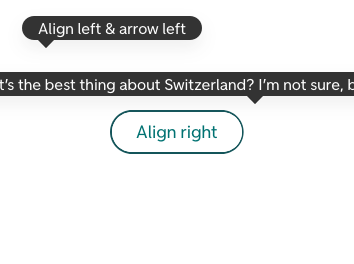 Align left & arrow left
t's the best thing about Switzerland? I'm not sure, b
Align right